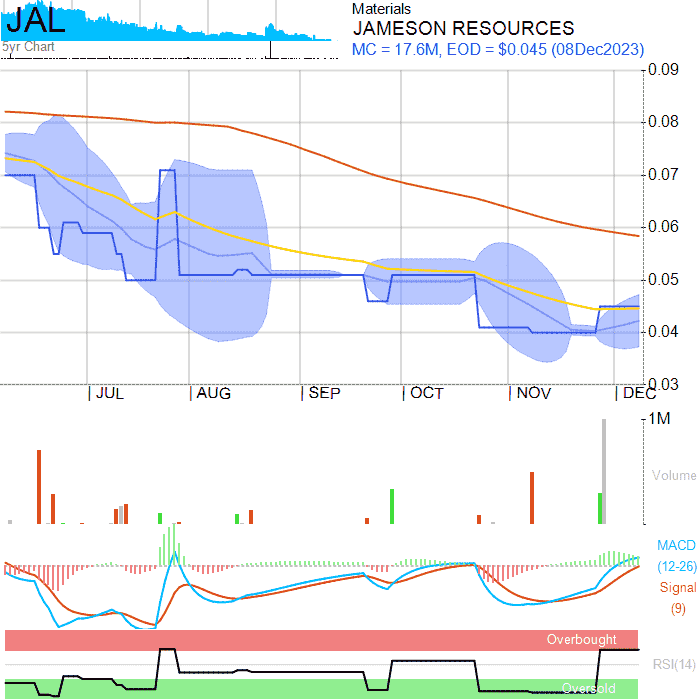 JAL
5yr Chart
Materials
JAMESON RESOURCES
MC = 17.6M, EOD = $0.045 (08Dec2023)
0.09
0.08
0.07
0.06
0.05
0.04
0.03
JUL AUG SEP OCT NOV DEC
1M
Volume
MACD
(12-26)
Signal
(9)
Overbought
RSI(14)
Oversold